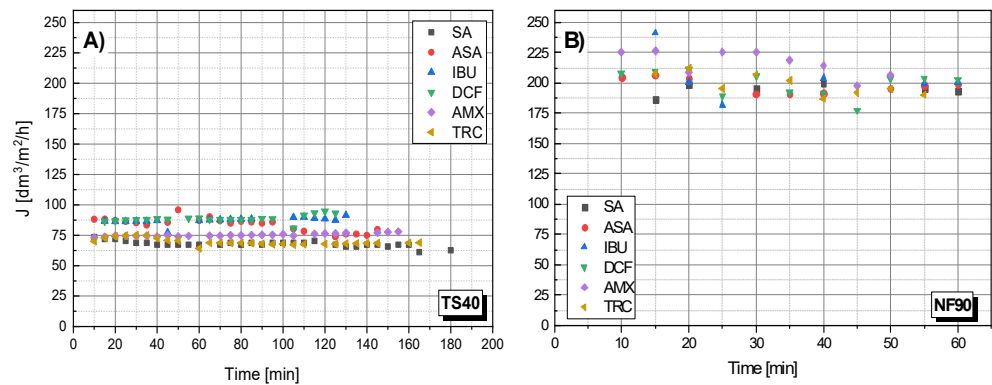 A)
SA
ASA
IBU
DCF
AMX
TRC
TS40
J [dm³/m²/h]
250
225
200
175
150
125
100
75
50
25
0
0 20 40 60 80 100 120 140 160 180 200
Time [min]
B)
SA
ASA
IBU
DCF
AMX
TRC
NF90
250
225
200
175
150
125
100
75
50
25
0
0 10 20 30 40 50 60
Time [min]